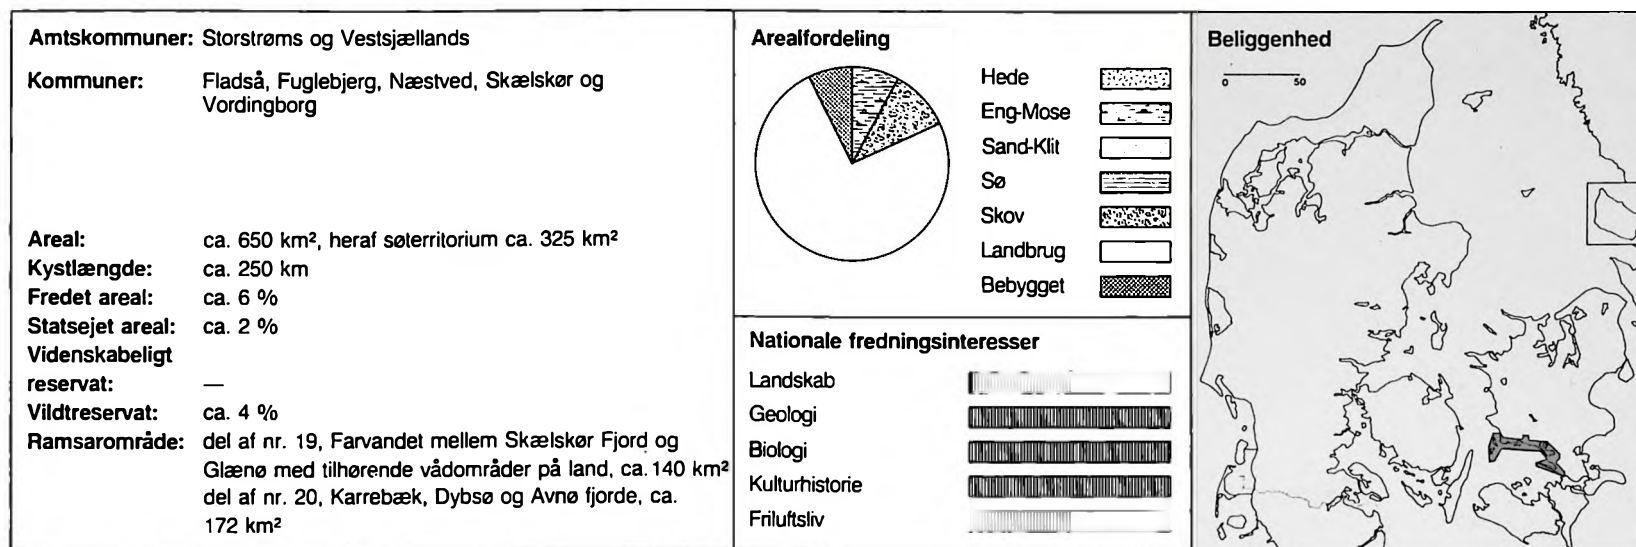 Amtskommuner: Storstrøms og Vestsjællands
Kommuner: Fladså, Fuglebjerg, Næstved, Skælskør og
Vordingborg
Areal: ca. 650 km², heraf søterritorium ca. 325 km²
Kystlængde: ca. 250 km
Fredet areal: ca. 6 %
Statsejet areal: ca. 2 %
Videnskabeligt
reservat: —
Vildtreservat: ca. 4 %
Ramsarområde: del af nr. 19, Farvandet mellem Skælskør Fjord og
Glænø med tilhørende vådområder på land, ca. 140 km²
del af nr. 20, Karrebæk, Dybsø og Avnø fjorde, ca.
172 km²
Arealfordeling
Hede
Eng-Mose
Sand-Klit
Sø
Skov
Landbrug
Bebygget
Nationale fredningsinteresser
Landskab
Geologi
Biologi
Kulturhistorie
Friluftsliv
Beliggenhed
0 50